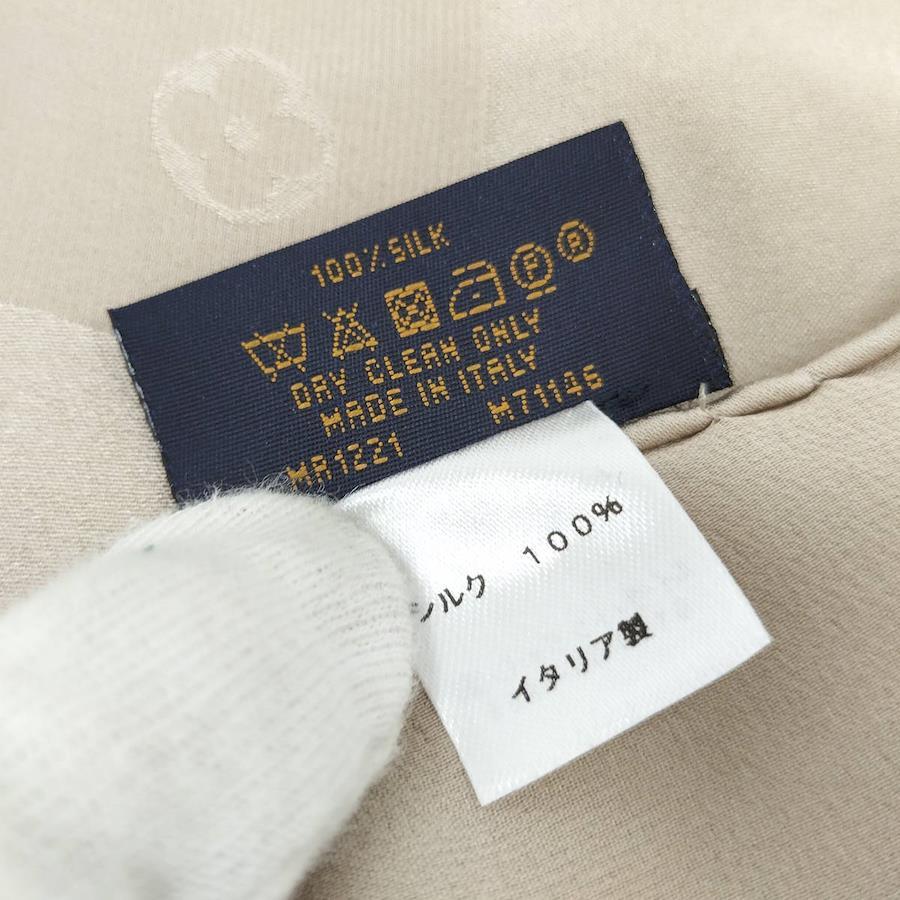 100% SILK
P R
DRY CLEAN ONLY
MADE IN ITALY
MR1221 M71146
シルク 100%
イタリア製